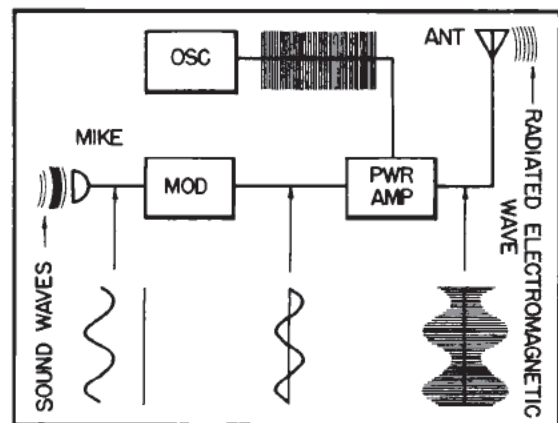 OSC
ANT
MIKE
MOD
PWR
AMP
SOUND WAVES
RADIATED ELECTROMAGNETIC
WAVE